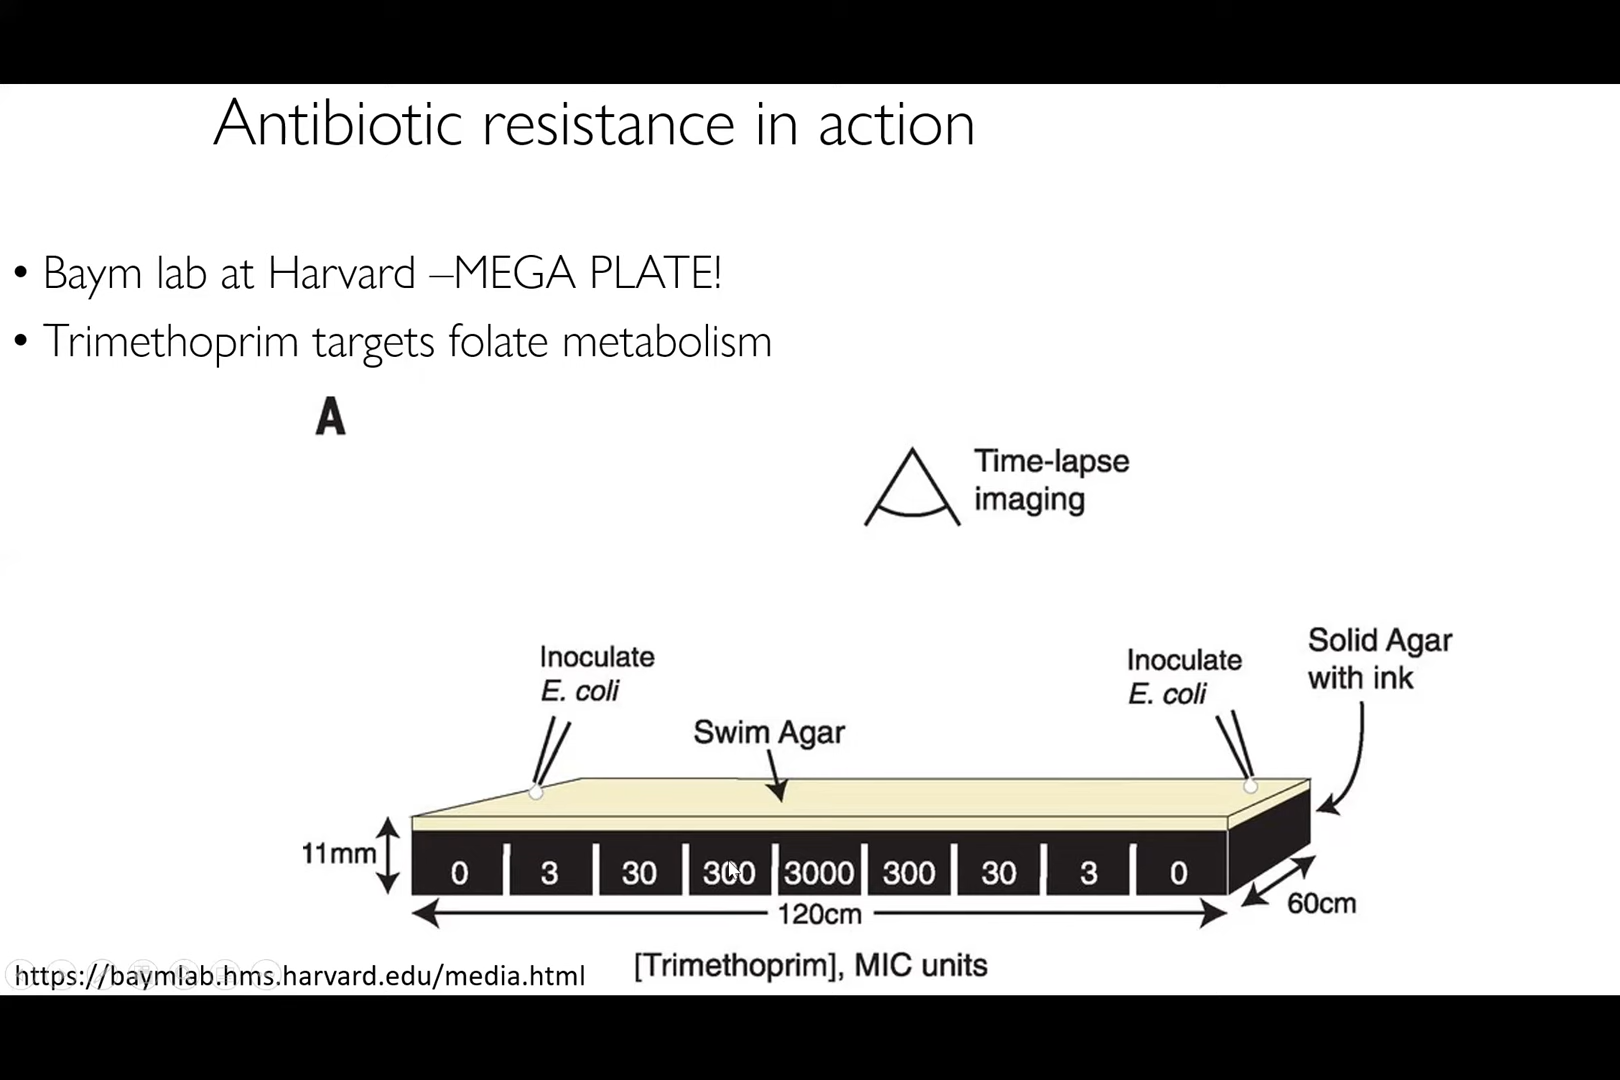 Antibiotic resistance in action
• Baym lab at Harvard –MEGA PLATE!
• Trimethoprim targets folate metabolism
A
Time-lapse
imaging
Inoculate
E. coli
Inoculate
E. coli
Solid Agar
with ink
Swim Agar
11mm
0 3 30 300 3000 300 30 3 0
120cm
60cm
[Trimethoprim], MIC units
https://baymlab.hms.harvard.edu/media.html